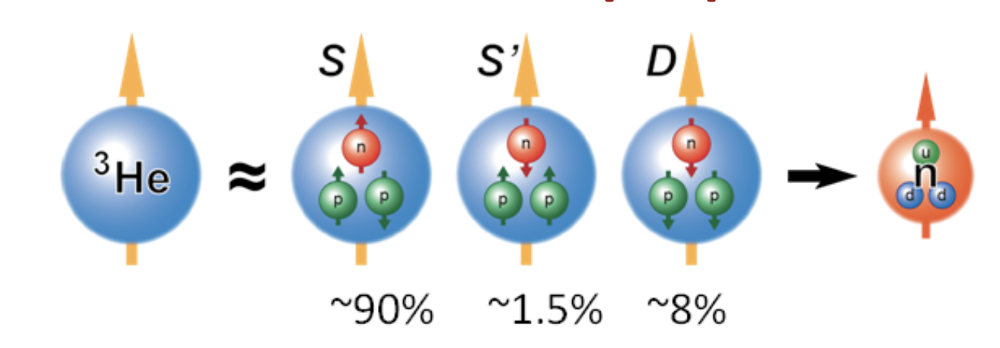 S S' D
³He ≈ n p p n p p n p p u n d d
~90% ~1.5% ~8%